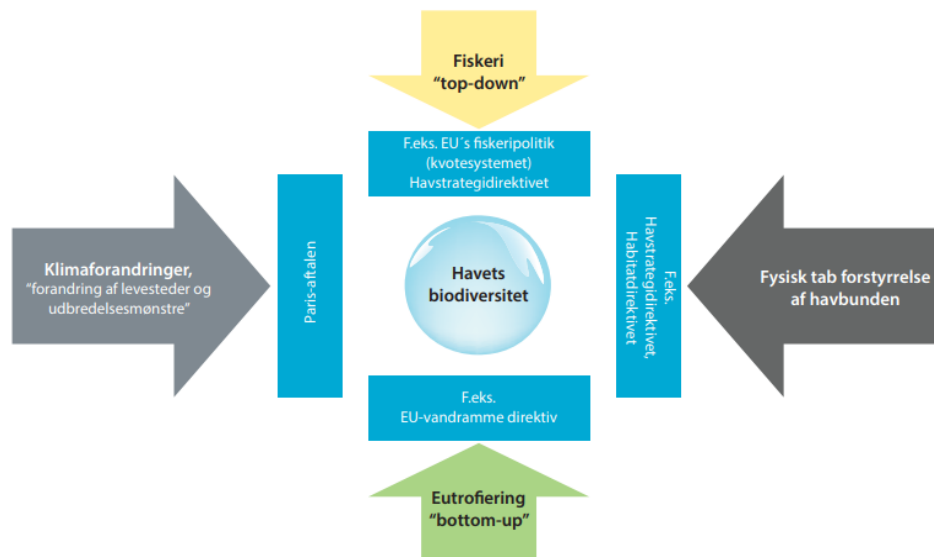 Fiskeri
"top-down"
F.eks. EU´s fiskeripolitik
(kvotesystemet)
Havstrategidirektivet
Klimaforandringer,
"forandring af levesteder og
udbredelsesmønstre"
Paris-aftalen
Havets
biodiversitet
F.eks.
Havstrategidirektivet,
Habitatdirektivet
Fysisk tab forstyrrelse
af havbunden
F.eks.
EU-vandramme direktiv
Eutrofiering
"bottom-up"